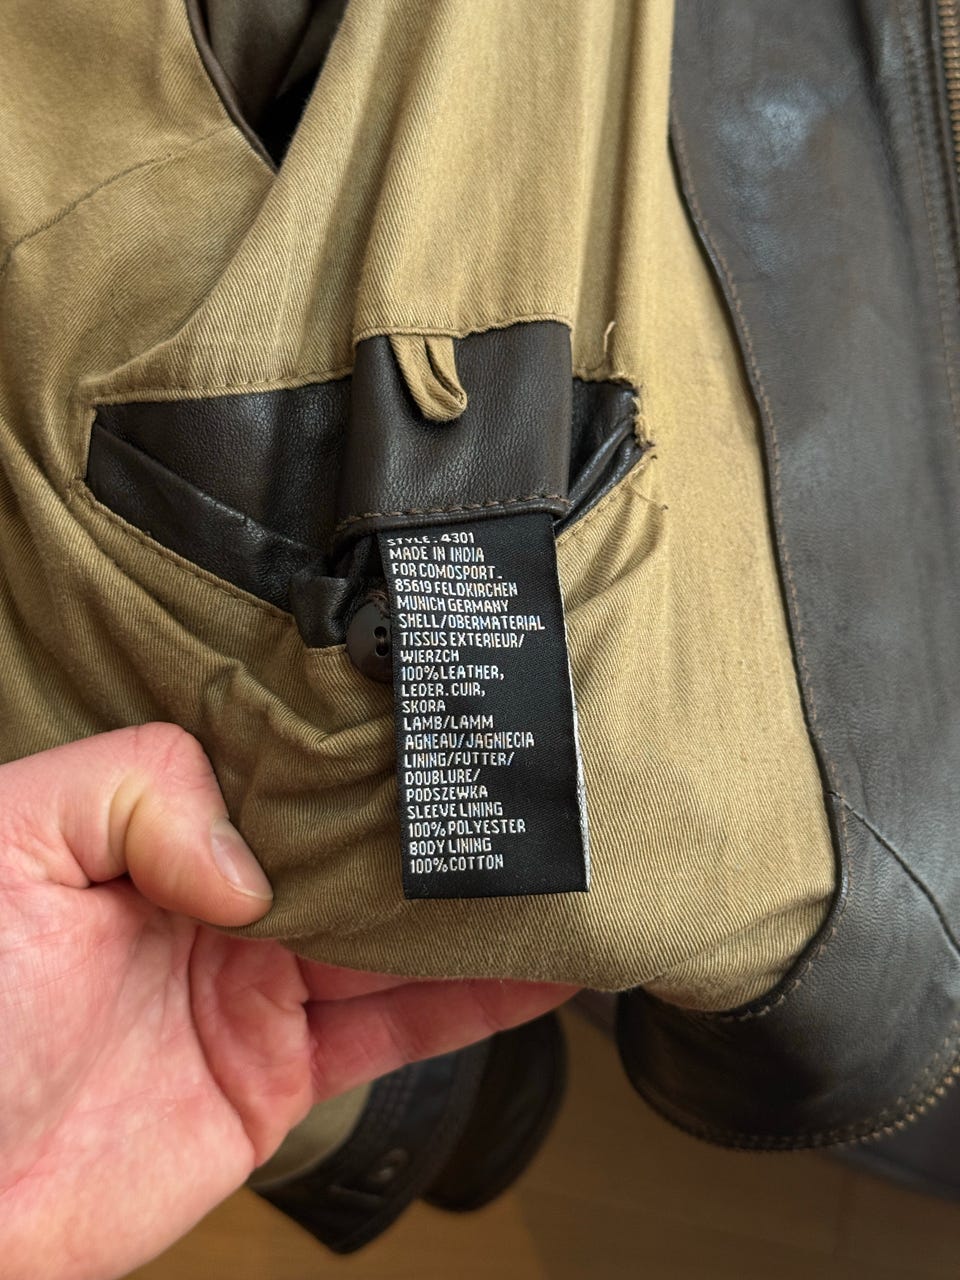 STYLE: 4301
MADE IN INDIA
FOR COMOSPORT.
85619 FELDKIRCHEN
MUNICH GERMANY
SHELL/OBERMATERIAL
TISSUS EXTERIEUR/
WIERZCH
100% LEATHER,
LEDER. CUIR,
SKORA
LAMB/LAMM
AGNEAU/JAGNIECIA
LINING/FUTTER/
DOUBLURE/
PODSZEWKA
SLEEVE LINING
100% POLYESTER
BODY LINING
100% COTTON